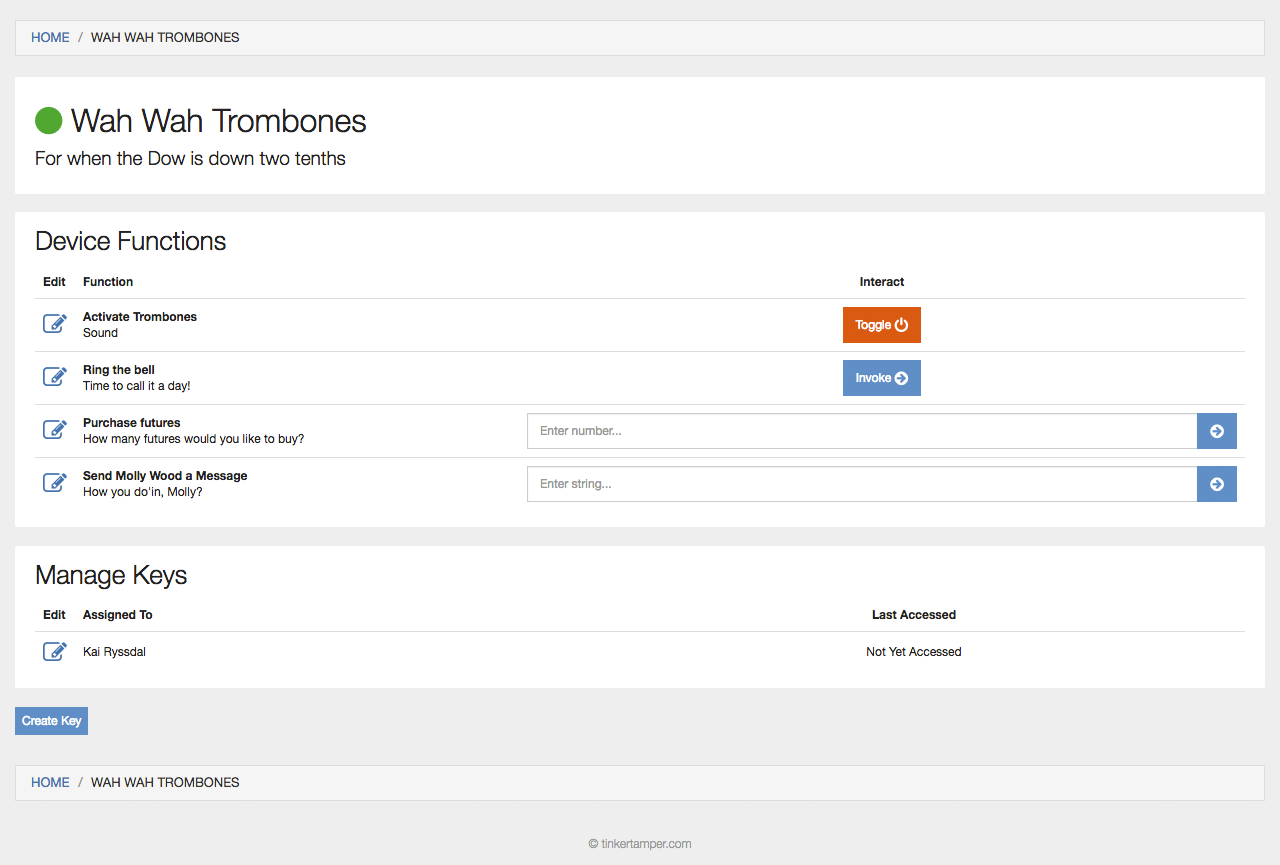 HOME / WAH WAH TROMBONES
Wah Wah Trombones
For when the Dow is down two tenths
Device Functions
Edit Function Interact
Activate Trombones
Sound
Toggle
Ring the bell
Time to call it a day!
Invoke
Purchase futures
How many futures would you like to buy?
Enter number...
Send Molly Wood a Message
How you do'in, Molly?
Enter string...
Manage Keys
Edit Assigned To Last Accessed
Kai Ryssdal Not Yet Accessed
Create Key
HOME / WAH WAH TROMBONES
© tinkertamper.com